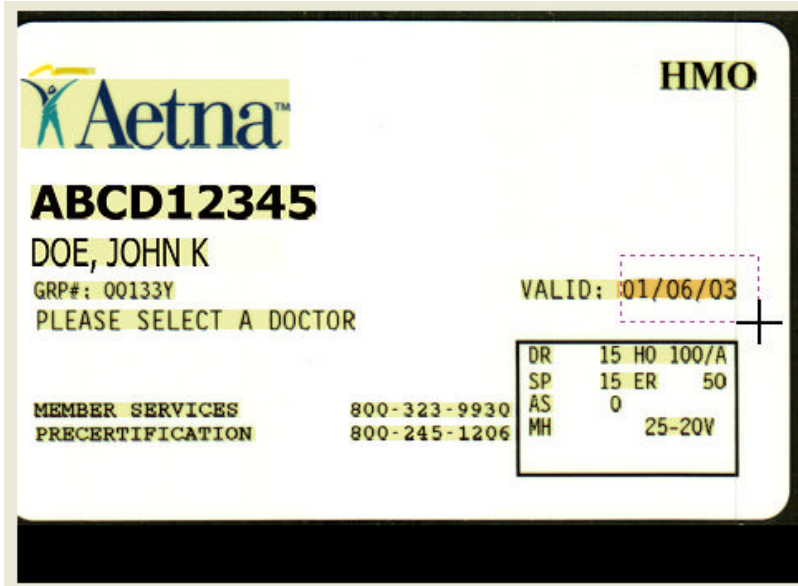 HMO
Aetna™
ABCD12345
DOE, JOHN K
GRP#: 00133Y
VALID: 01/06/03
PLEASE SELECT A DOCTOR
DR 15 HO 100/A
SP 15 ER 50
AS 0
MH 25-20V
MEMBER SERVICES 800-323-9930
PRECERTIFICATION 800-245-1206